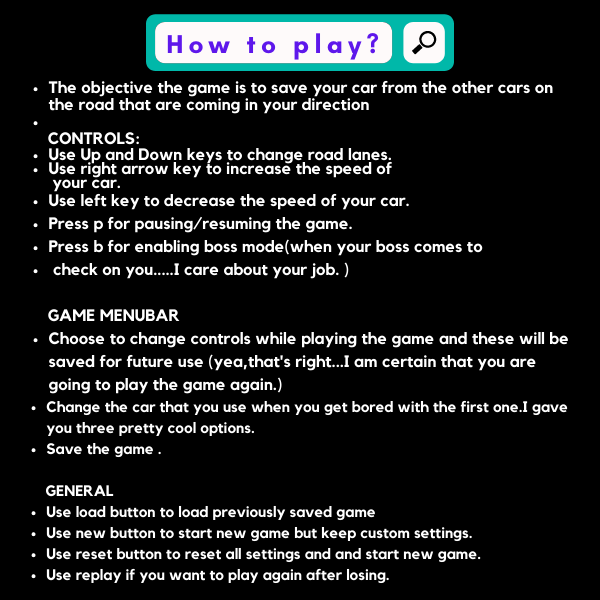 How to play?
• The objective the game is to save your car from the other cars on
the road that are coming in your direction
•
CONTROLS:
• Use Up and Down keys to change road lanes.
• Use right arrow key to increase the speed of
your car.
• Use left key to decrease the speed of your car.
• Press p for pausing/resuming the game.
• Press b for enabling boss mode(when your boss comes to
• check on you.....I care about your job. )
GAME MENUBAR
• Choose to change controls while playing the game and these will be
saved for future use (yea,that's right...I am certain that you are
going to play the game again.)
• Change the car that you use when you get bored with the first one.I gave
you three pretty cool options.
• Save the game .
GENERAL
• Use load button to load previously saved game
• Use new button to start new game but keep custom settings.
• Use reset button to reset all settings and and start new game.
• Use replay if you want to play again after losing.